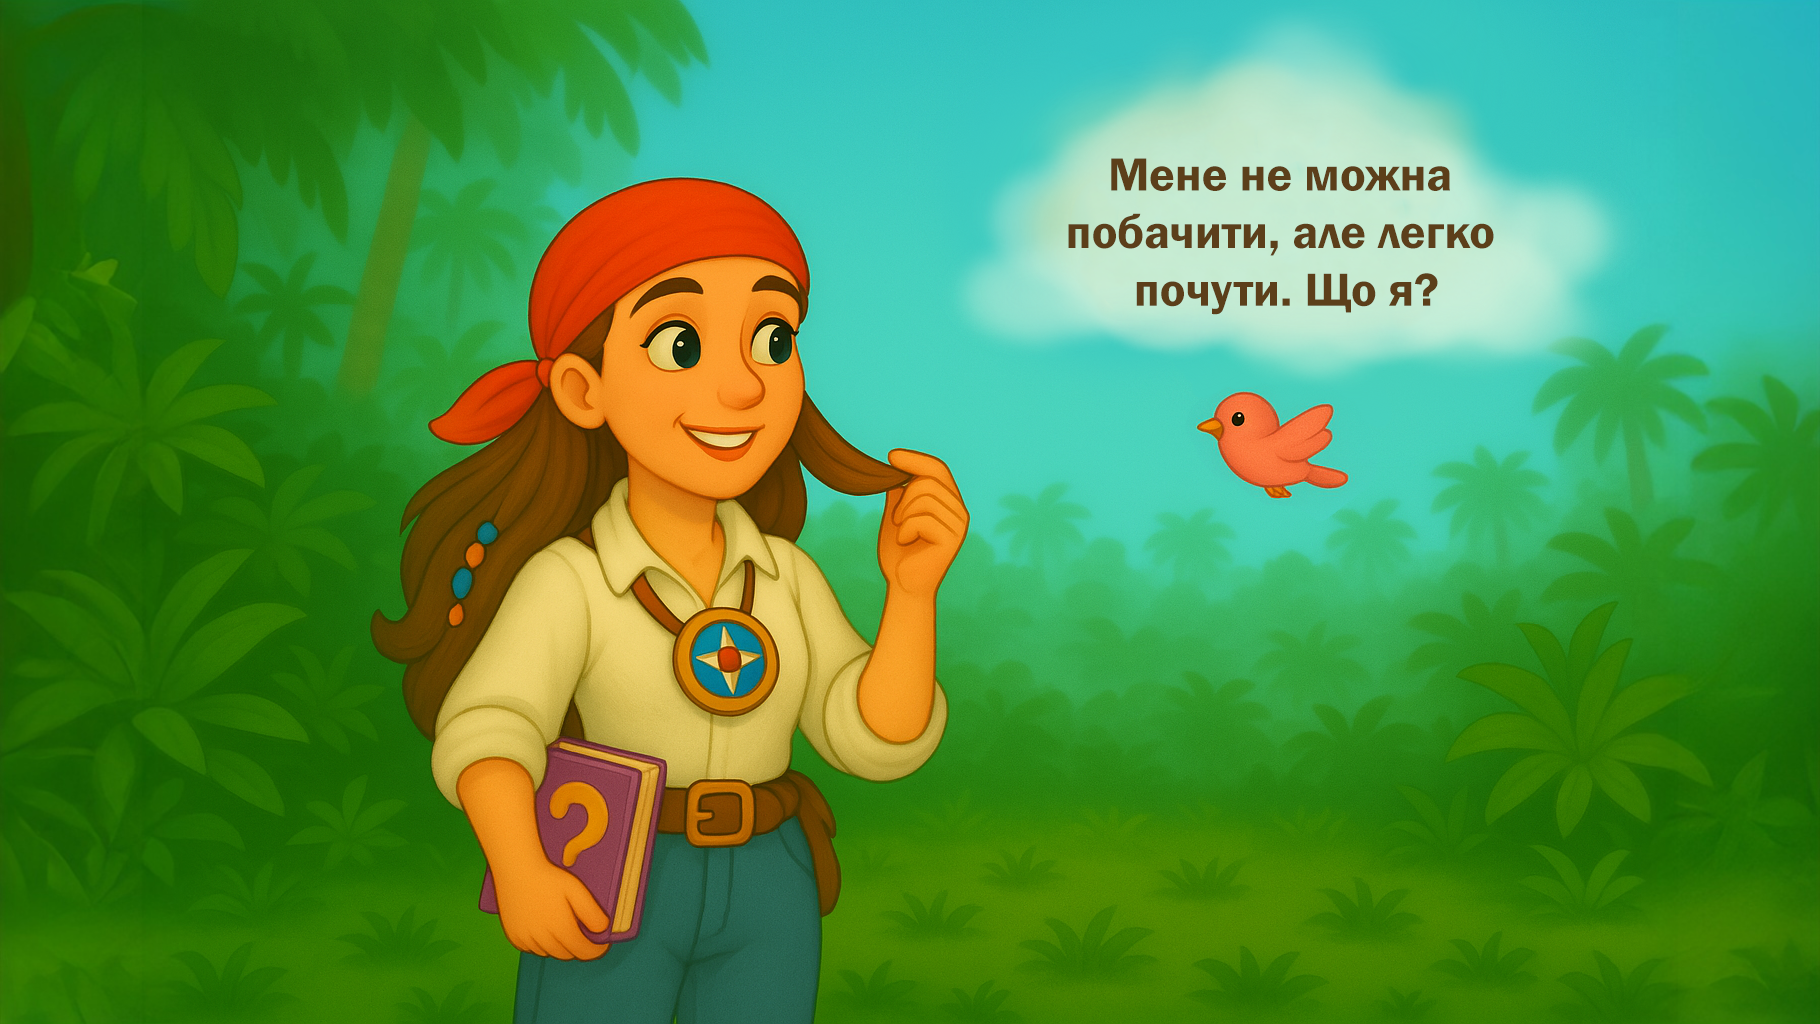 Мене не можна
побачити, але легко
почути. Що я?
?